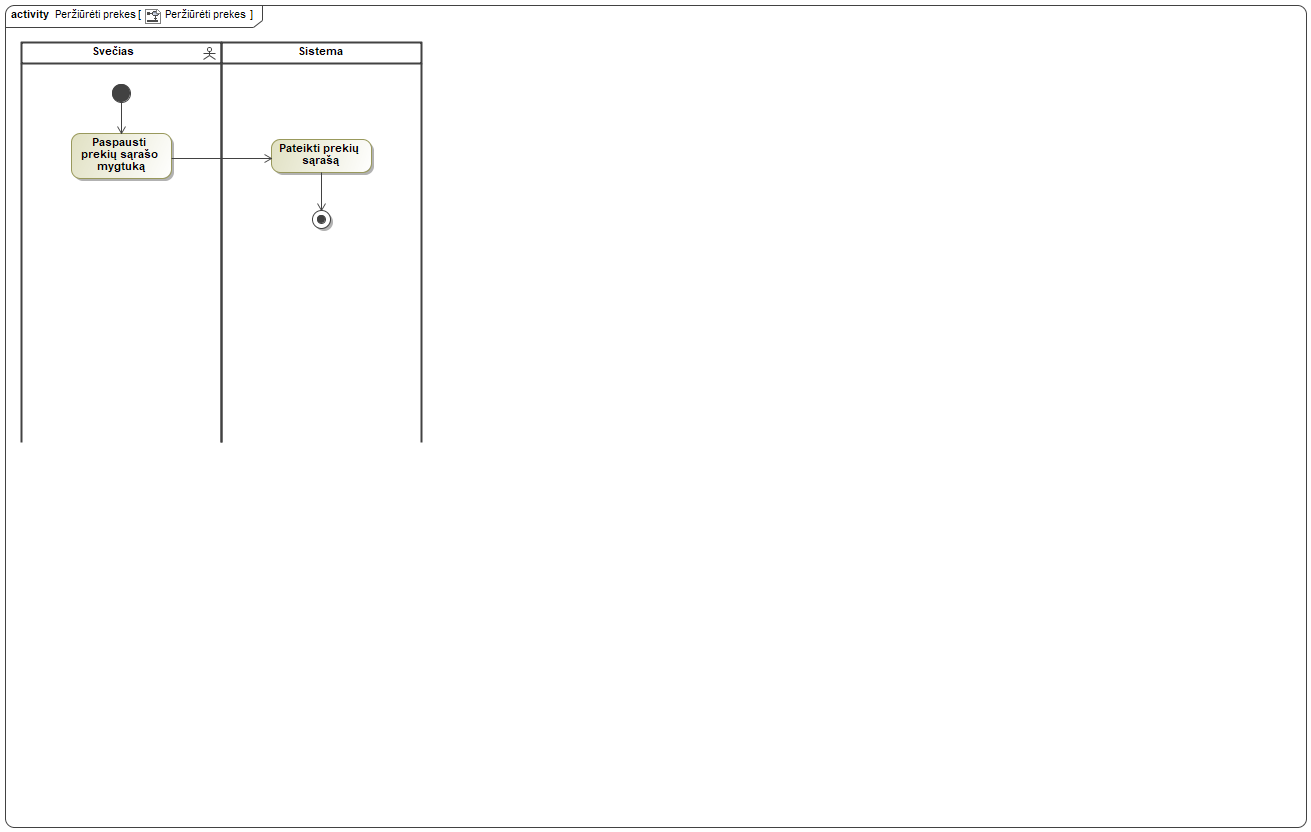 activity Peržiūrėti prekes [ Peržiūrėti prekes ]
Svečias
Sistema
Paspausti
prekių sąrašo
mygtuką
Pateikti prekių
sąrašą